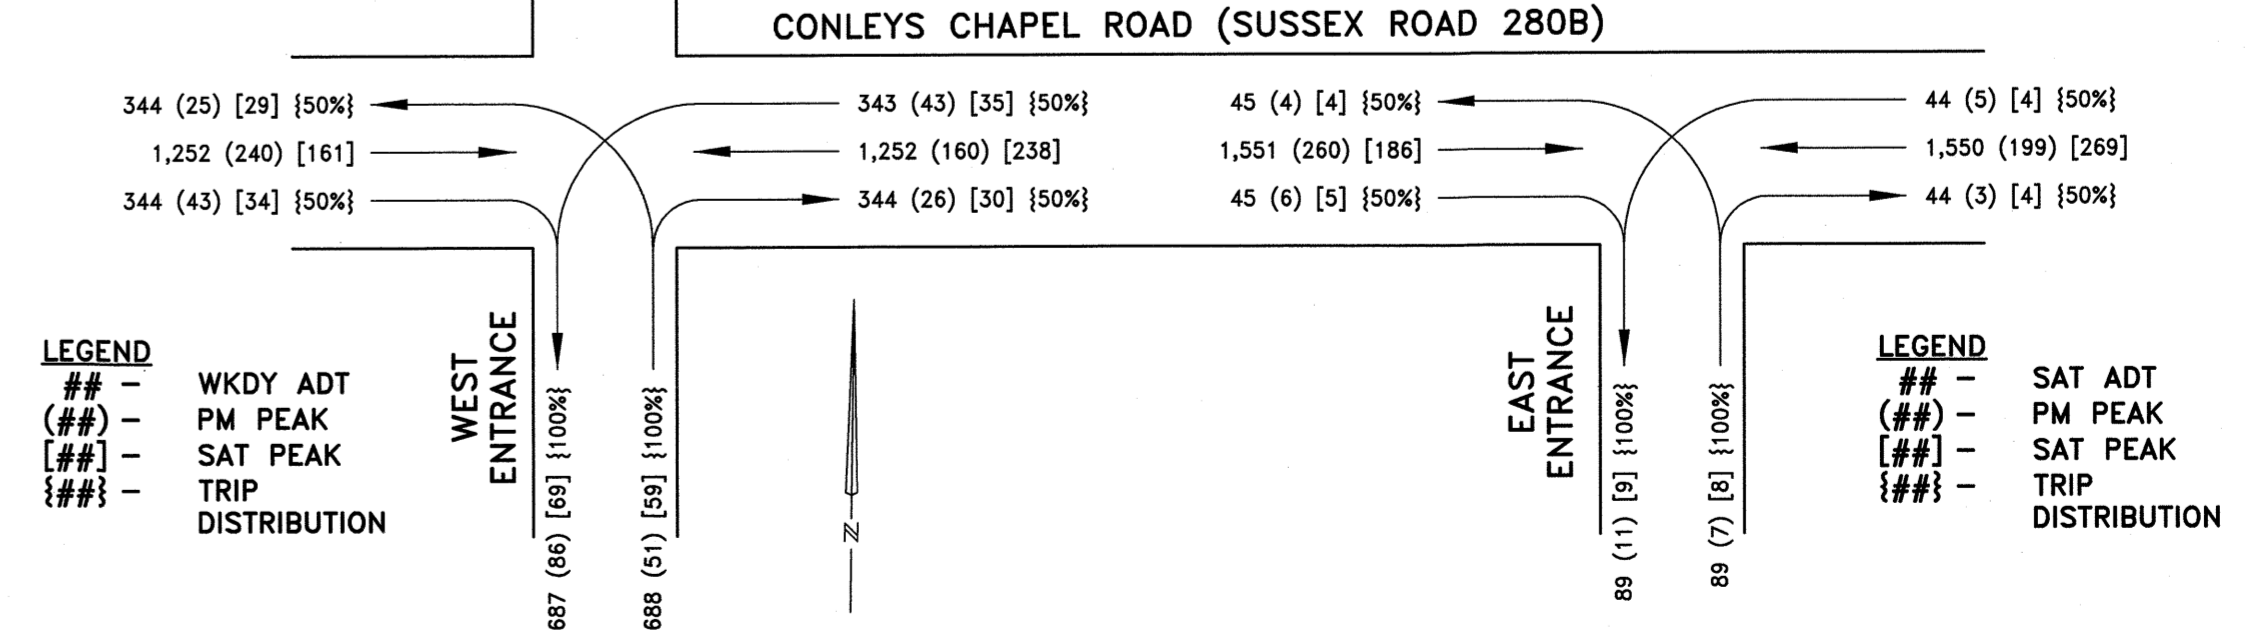 CONLEYS CHAPEL ROAD (SUSSEX ROAD 280B)
344 (25) [29] {50%}
1,252 (240) [161]
344 (43) [34] {50%}
343 (43) [35] {50%}
1,252 (160) [238]
344 (26) [30] {50%}
45 (4) [4] {50%}
1,551 (260) [186]
45 (6) [5] {50%}
44 (5) [4] {50%}
1,550 (199) [269]
44 (3) [4] {50%}
LEGEND
## - WKDY ADT
(##) - PM PEAK
[##] - SAT PEAK
{##} - TRIP
DISTRIBUTION
WEST
ENTRANCE
687 (86) [69] {100%}
688 (51) [59] {100%}
N
EAST
ENTRANCE
89 (11) [9] {100%}
89 (7) [8] {100%}
LEGEND
## - SAT ADT
(##) - PM PEAK
[##] - SAT PEAK
{##} - TRIP
DISTRIBUTION